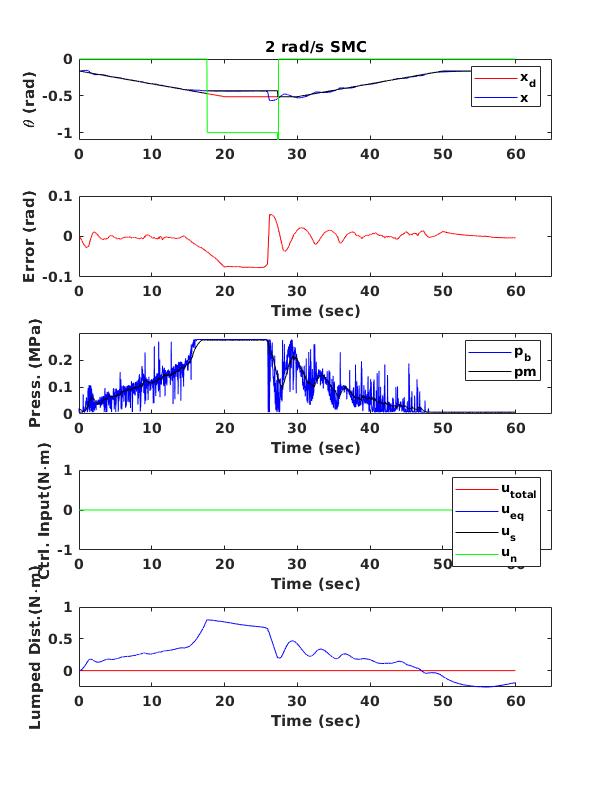 2 rad/s SMC
θ (rad)
0
-0.5
-1
x_d
x
0 10 20 30 40 50 60
Error (rad)
0.1
0
-0.1
0 10 20 30 40 50 60
Time (sec)
Press. (MPa)
0.2
0.1
0
p_b
pm
0 10 20 30 40 50 60
Time (sec)
Ctrl. Input(N·m)
1
0
-1
u_total
u_eq
u_s
u_n
0 10 20 30 40 50 60
Time (sec)
Lumped Dist.(N·m)
1
0.5
0
0 10 20 30 40 50 60
Time (sec)